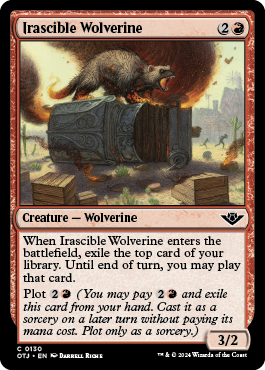 Irascible Wolverine 2R
Creature — Wolverine
When Irascible Wolverine enters the
battlefield, exile the top card of your
library. Until end of turn, you may play
that card.
Plot 2R (You may pay 2R and exile
this card from your hand. Cast it as a
sorcery on a later turn without paying its
mana cost. Plot only as a sorcery.)
3/2
C 0130
OTJ • EN Darrell Riche
™ & © 2024 Wizards of the Coast